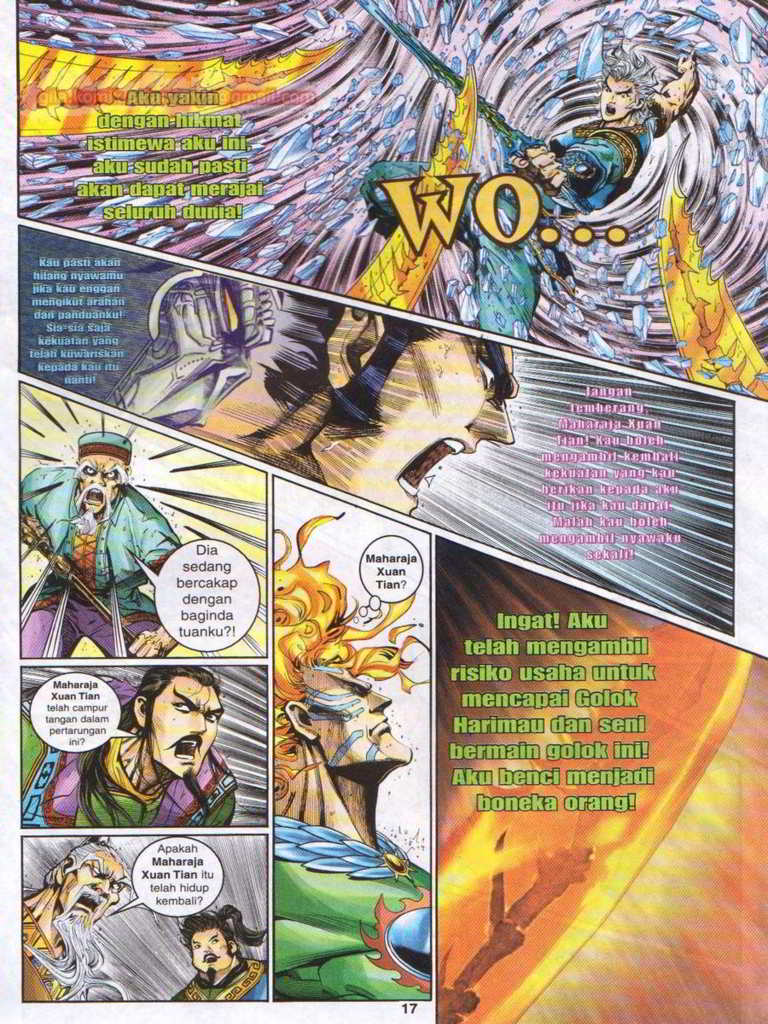 Aku yakin
dengan hikmat
istimewa aku ini,
aku sudah pasti
akan dapat merajai
seluruh dunia!
WO...
Kau pasti akan
hilang nyawamu
jika kau enggan
mengikut arahan
dan panduanku!
Sia-sia saja
kekuatan yang
telah kuwariskan
kepada kau itu
nanti!
Jangan
temberang,
Maharaja Xuan
Tian! Kau boleh
mengambil kembali
kekuatan yang kau
berikan kepada aku
itu jika kau dapat.
Malah kau boleh
mengambil nyawaku
sekali!
Dia
sedang
bercakap
dengan
baginda
tuanku?!
Maharaja
Xuan
Tian?
Maharaja
Xuan Tian
telah campur
tangan dalam
pertarungan
ini?
Apakah
Maharaja
Xuan Tian itu
telah hidup
kembali?
Ingat! Aku
telah mengambil
risiko usaha untuk
mencapai Golok
Harimau dan seni
bermain golok ini!
Aku benci menjadi
boneka orang!
17